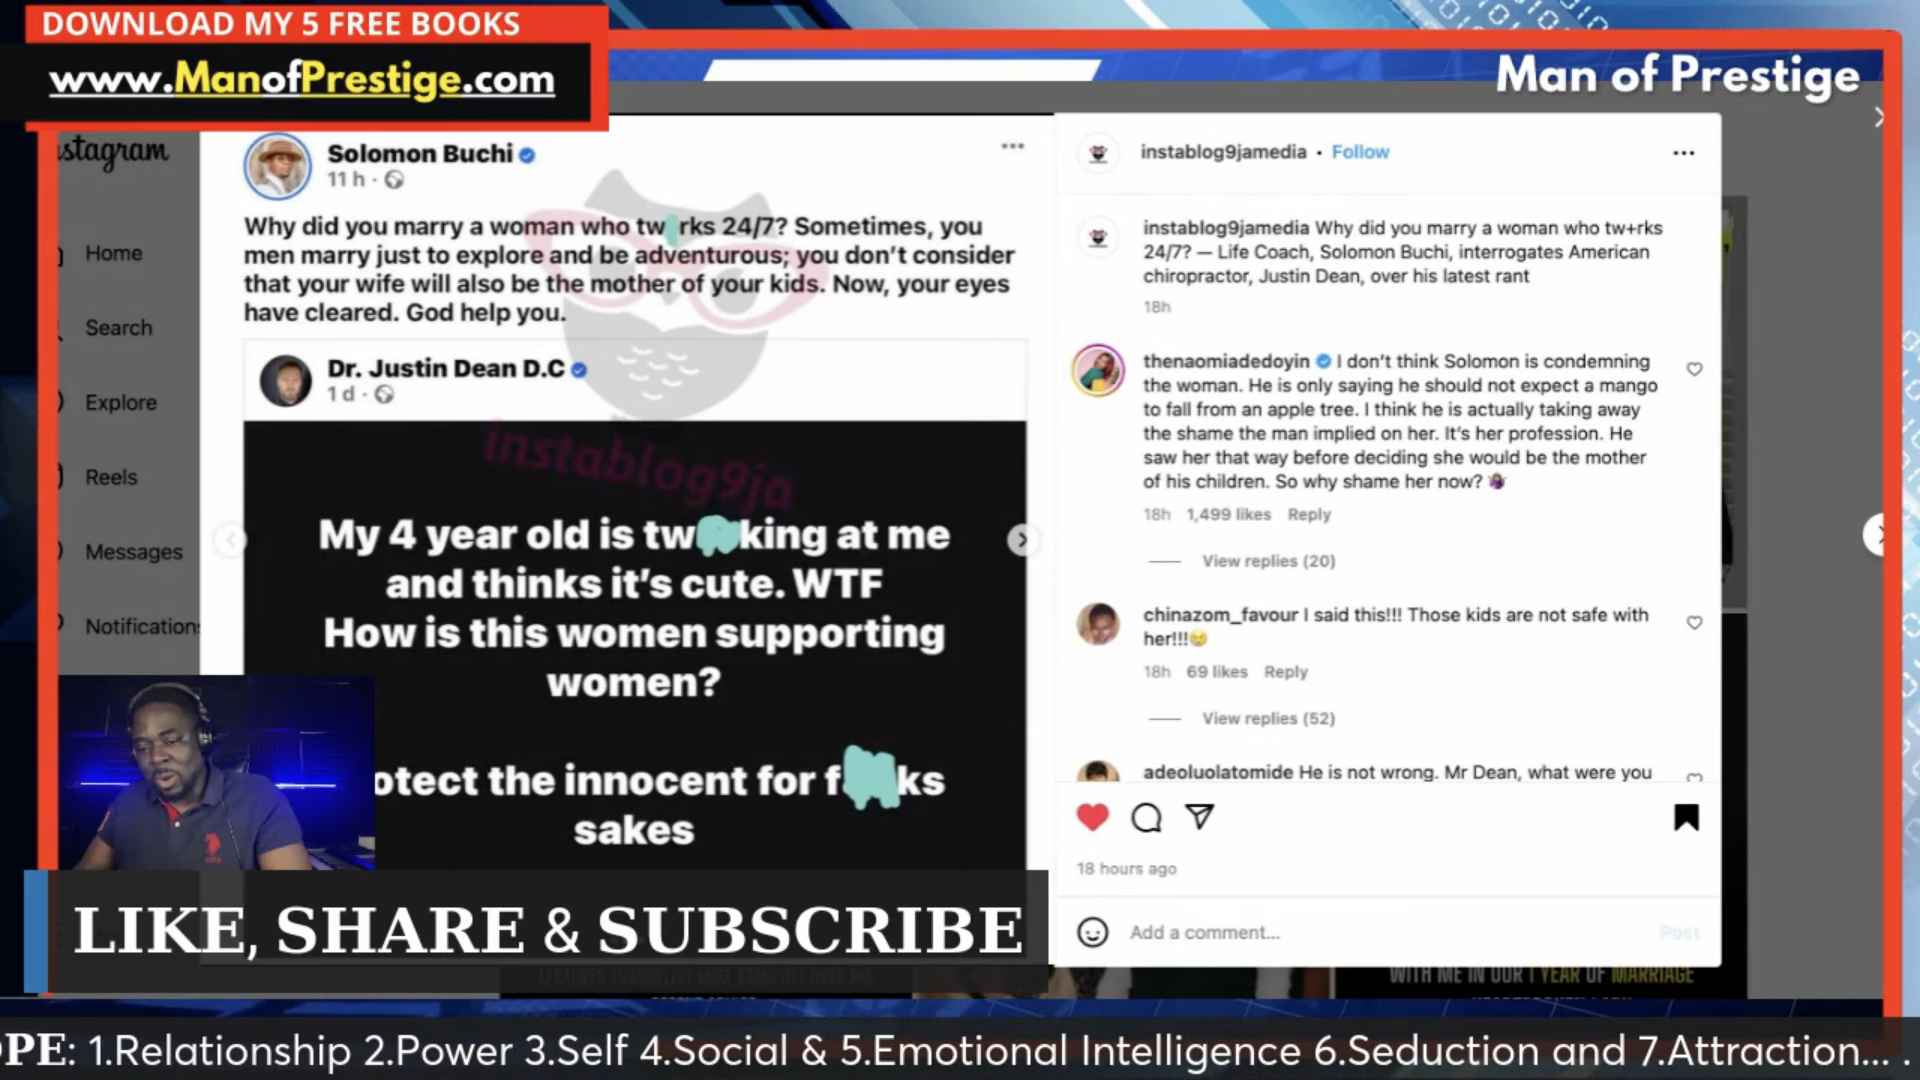 DOWNLOAD MY 5 FREE BOOKS
www.ManofPrestige.com
Man of Prestige
stagram
Home
Search
Explore
Reels
Messages
Notification
Solomon Buchi
11 h ·
Why did you marry a woman who tw rks 24/7? Sometimes, you
men marry just to explore and be adventurous; you don't consider
that your wife will also be the mother of your kids. Now, your eyes
have cleared. God help you.
Dr. Justin Dean D.C
1 d ·
instablog9ja
My 4 year old is tw king at me
and thinks it's cute. WTF
How is this women supporting
women?
otect the innocent for f ks
sakes
instablog9jamedia • Follow
instablog9jamedia Why did you marry a woman who tw+rks
24/7? — Life Coach, Solomon Buchi, interrogates American
chiropractor, Justin Dean, over his latest rant
18h
thenaomiadedoyin I don't think Solomon is condemning
the woman. He is only saying he should not expect a mango
to fall from an apple tree. I think he is actually taking away
the shame the man implied on her. It's her profession. He
saw her that way before deciding she would be the mother
of his children. So why shame her now?
18h 1,499 likes Reply
View replies (20)
chinazom_favour I said this!!! Those kids are not safe with
her!!!
18h 69 likes Reply
View replies (52)
adeoluolatomide He is not wrong. Mr Dean, what were you
18 hours ago
Add a comment...
Post
LIKE, SHARE & SUBSCRIBE
WITH ME IN OUR 1 YEAR OF MARRIAGE
OPE: 1.Relationship 2.Power 3.Self 4.Social & 5.Emotional Intelligence 6.Seduction and 7.Attraction... .